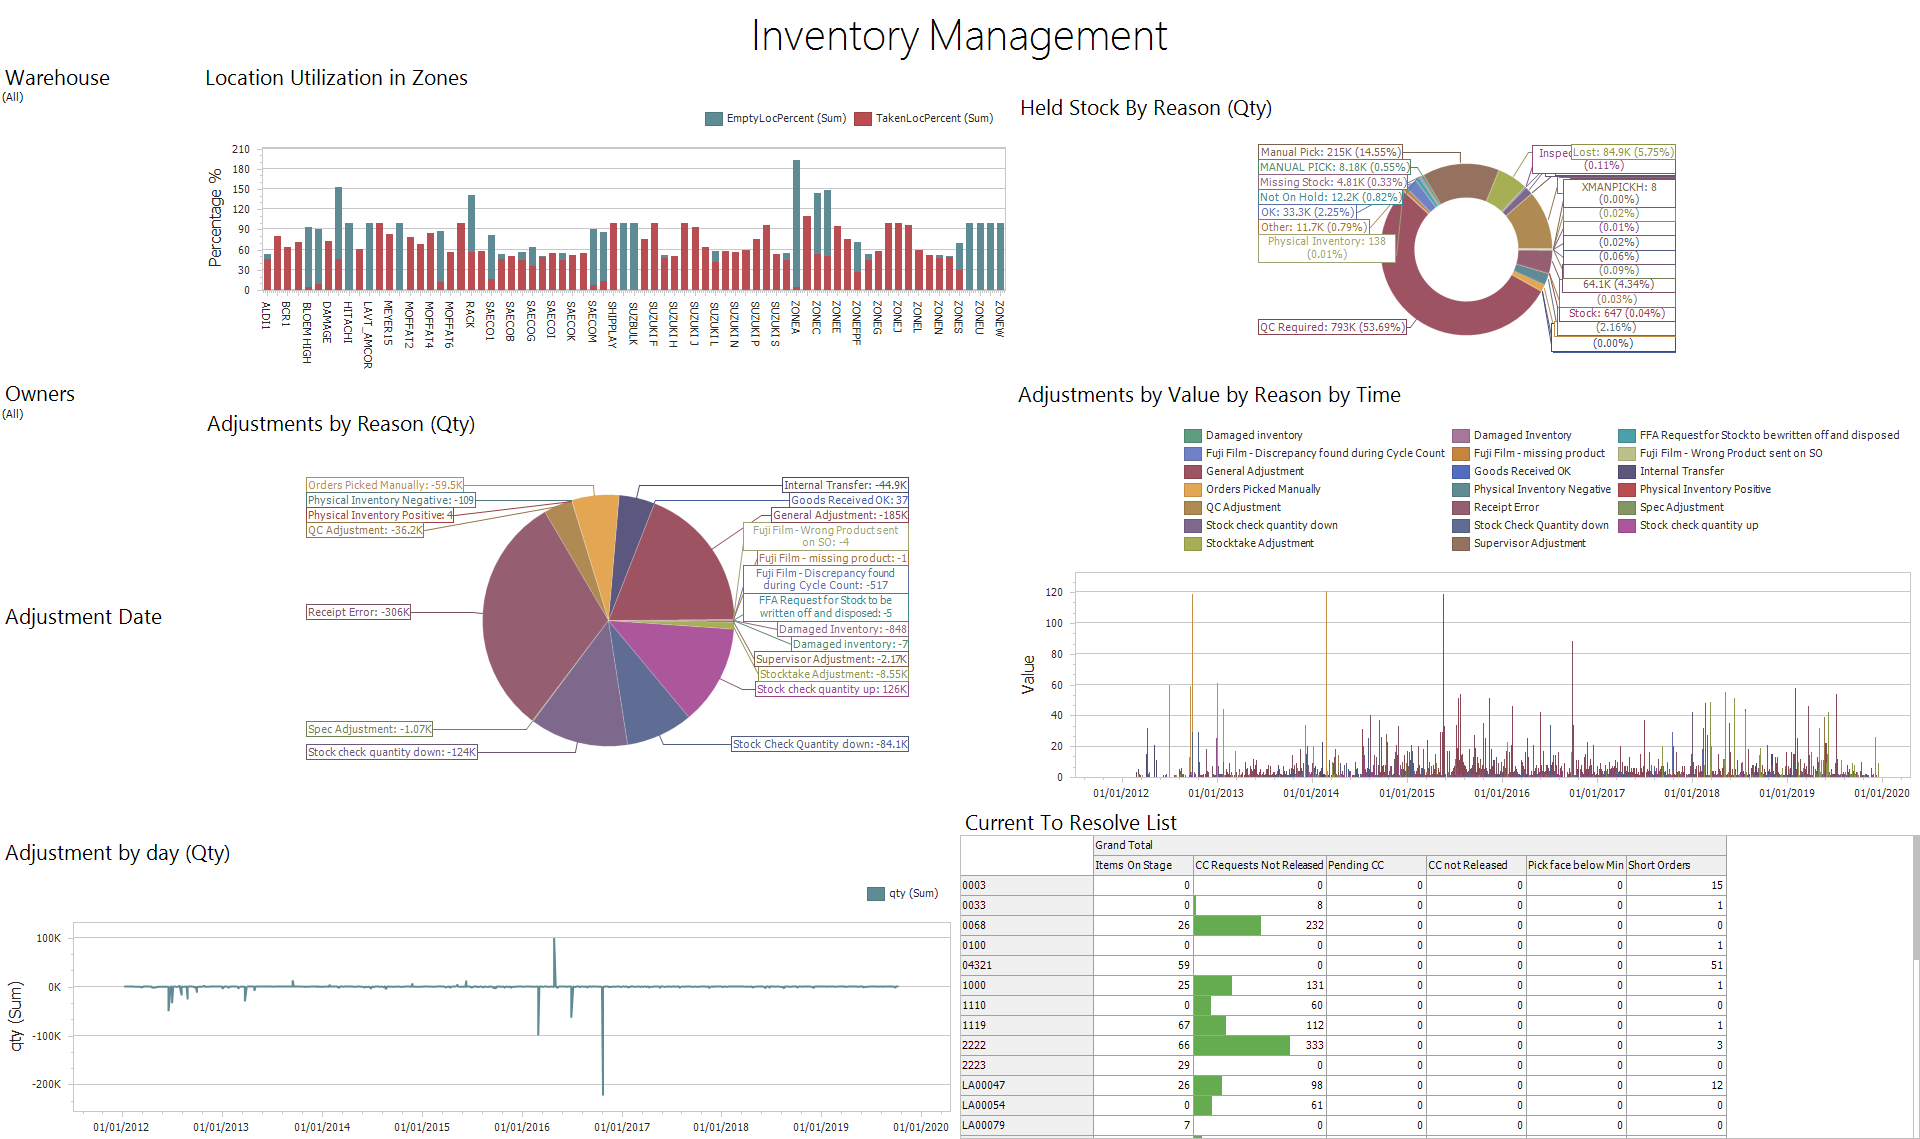 Inventory Management
Warehouse
(All)
Location Utilization in Zones
EmptyLocPercent (Sum) TakenLocPercent (Sum)
Percentage %
210
180
150
120
90
60
30
0
ALDI1
BCR1
BLOEMHIGH
DAMAGE
HITACHI
LAVT_AMCOR
MEYER15
MOFFAT2
MOFFAT4
MOFFAT6
RACK
SAECO1
SAECOB
SAECOG
SAECOI
SAECOK
SAECOM
SHIPPLAY
SUZBULK
SUZUKI F
SUZUKI H
SUZUKI J
SUZUKI L
SUZUKI N
SUZUKI P
SUZUKI S
ZONEA
ZONEC
ZONEE
ZONEFPF
ZONEG
ZONEJ
ZONEL
ZONEN
ZONES
ZONEU
ZONEW
Held Stock By Reason (Qty)
Manual Pick: 215K (14.55%)
MANUAL PICK: 8.18K (0.55%)
Missing Stock: 4.81K (0.33%)
Not On Hold: 12.2K (0.82%)
OK: 33.3K (2.25%)
Other: 11.7K (0.79%)
Physical Inventory: 138
(0.01%)
QC Required: 793K (53.69%)
Lost: 84.9K (5.75%)
(0.11%)
XMANPICKH: 8
(0.00%)
(0.02%)
(0.01%)
(0.02%)
(0.06%)
(0.09%)
64.1K (4.34%)
(0.03%)
Stock: 647 (0.04%)
(2.16%)
(0.00%)
Owners
(All)
Adjustments by Reason (Qty)
Orders Picked Manually: -59.5K
Physical Inventory Negative: -109
Physical Inventory Positive: 4
QC Adjustment: -36.2K
Receipt Error: -306K
Spec Adjustment: -1.07K
Stock check quantity down: -124K
Internal Transfer: -44.9K
Goods Received OK: 37
General Adjustment: -185K
Fuji Film - Wrong Product sent
on SO: -4
Fuji Film - missing product: -1
Fuji Film - Discrepancy found
during Cycle Count: -517
FFA Request for Stock to be
written off and disposed: -5
Damaged Inventory: -848
Damaged inventory: -7
Supervisor Adjustment: -2.17K
Stocktake Adjustment: -8.55K
Stock check quantity up: 126K
Stock Check Quantity down: -84.1K
Adjustments by Value by Reason by Time
Damaged inventory Damaged Inventory FFA Request for Stock to be written off and disposed
Fuji Film - Discrepancy found during Cycle Count Fuji Film - missing product Fuji Film - Wrong Product sent on SO
General Adjustment Goods Received OK Internal Transfer
Orders Picked Manually Physical Inventory Negative Physical Inventory Positive
QC Adjustment Receipt Error Spec Adjustment
Stock check quantity down Stock Check Quantity down Stock check quantity up
Stocktake Adjustment Supervisor Adjustment
Value
120
100
80
60
40
20
0
01/01/2012 01/01/2013 01/01/2014 01/01/2015 01/01/2016 01/01/2017 01/01/2018 01/01/2019 01/01/2020
Adjustment Date
Adjustment by day (Qty)
qty (Sum)
qty (Sum)
100K
0K
-100K
-200K
01/01/2012 01/01/2013 01/01/2014 01/01/2015 01/01/2016 01/01/2017 01/01/2018 01/01/2019 01/01/2020
Current To Resolve List
Grand Total
Items On Stage CC Requests Not Released Pending CC CC not Released Pick face below Min Short Orders
0003 0 0 0 0 0 15
0033 0 8 0 0 0 1
0068 26 232 0 0 0 0
0100 0 0 0 0 0 1
04321 59 0 0 0 0 51
1000 25 131 0 0 0 1
1110 0 60 0 0 0 0
1119 67 112 0 0 0 1
2222 66 333 0 0 0 3
2223 29 0 0 0 0 0
LA00047 26 98 0 0 0 12
LA00054 0 61 0 0 0 0
LA00079 7 0 0 0 0 0